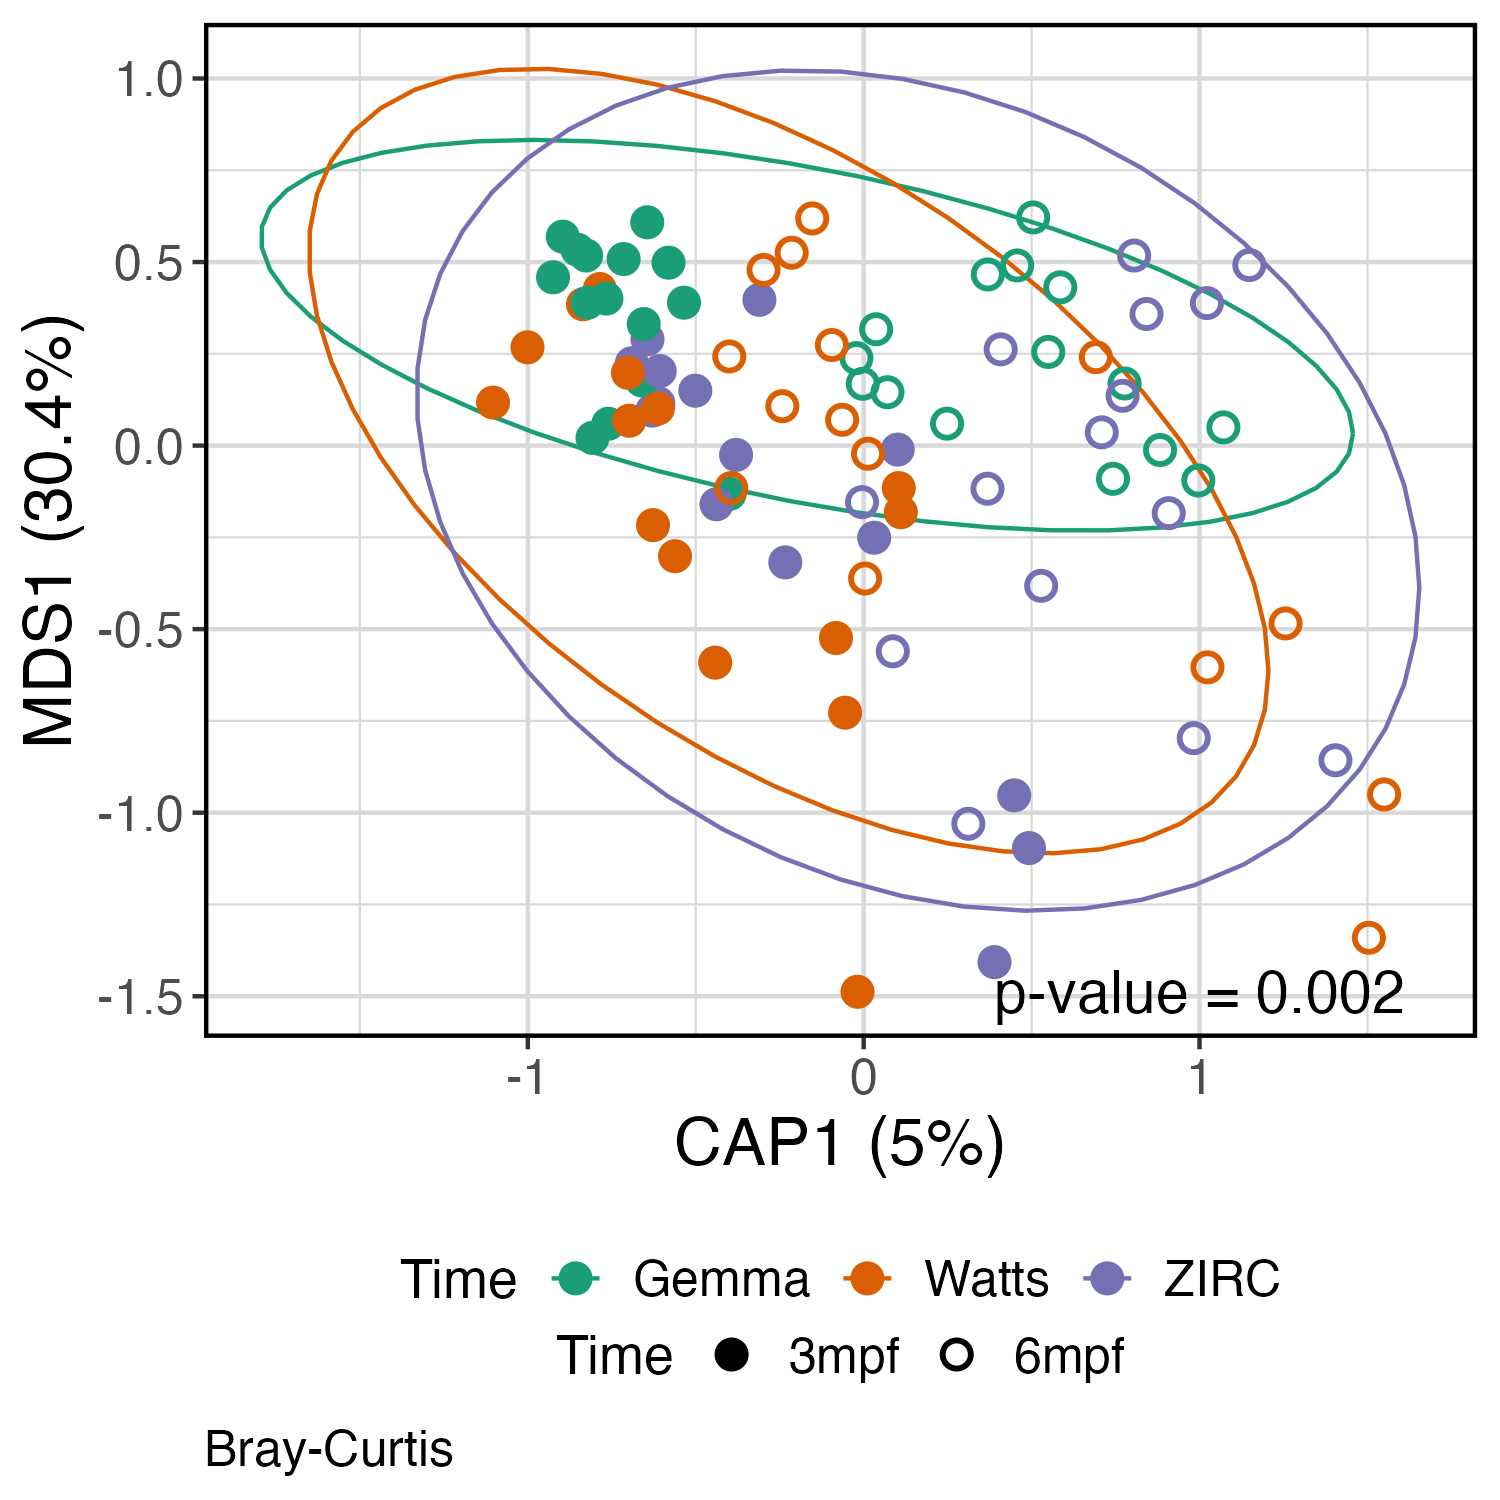 1.0
0.5
0.0
-0.5
-1.0
-1.5
MDS1 (30.4%)
p-value = 0.002
-1 0 1
CAP1 (5%)
Time Gemma Watts ZIRC
Time 3mpf 6mpf
Bray-Curtis